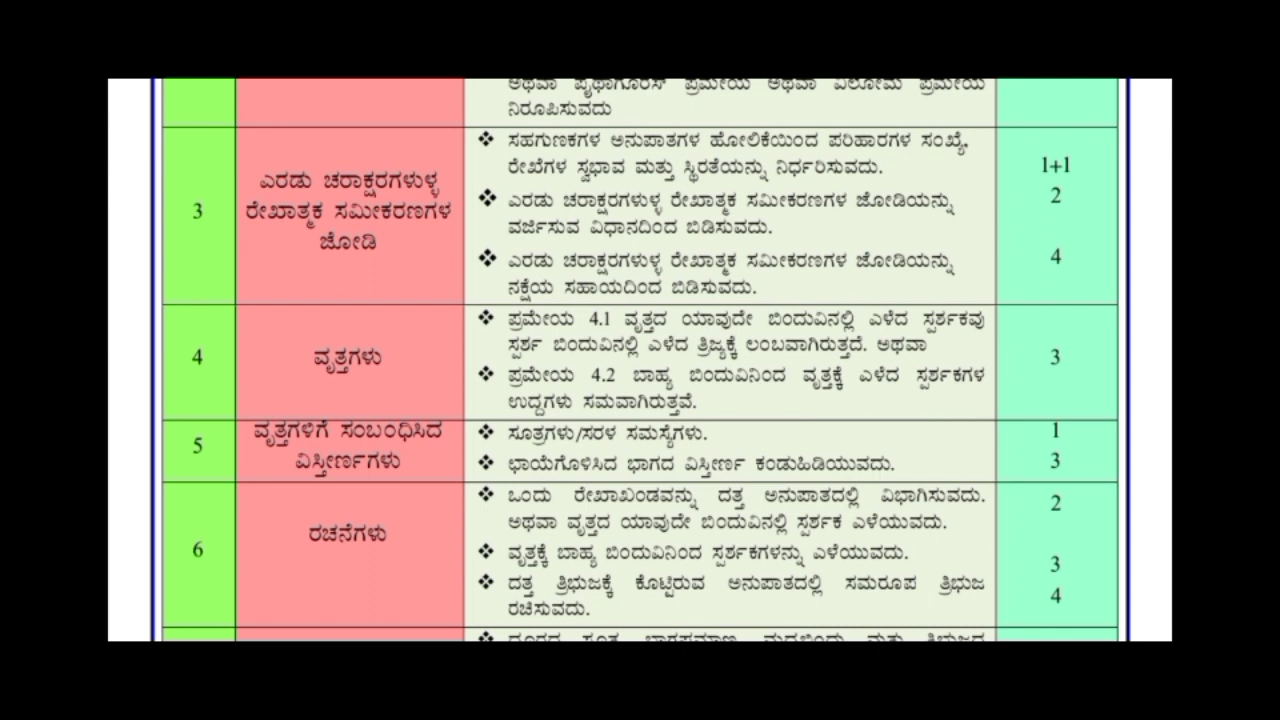 ಅಥವಾ ಪೈಥಾಗೊರಸ್ ಪ್ರಮೇಯ ಅಥವಾ ವಿಲೋಮ ಪ್ರಮೇಯ
ನಿರೂಪಿಸುವದು
3
ಎರಡು ಚರಾಕ್ಷರಗಳುಳ್ಳ
ರೇಖಾತ್ಮಕ ಸಮೀಕರಣಗಳ
ಜೋಡಿ
❖ ಸಹಗುಣಕಗಳ ಅನುಪಾತಗಳ ಹೋಲಿಕೆಯಿಂದ ಪರಿಹಾರಗಳ ಸಂಖ್ಯೆ,
ರೇಖೆಗಳ ಸ್ವಭಾವ ಮತ್ತು ಸ್ಥಿರತೆಯನ್ನು ನಿರ್ಧರಿಸುವದು.
1+1
❖ ಎರಡು ಚರಾಕ್ಷರಗಳುಳ್ಳ ರೇಖಾತ್ಮಕ ಸಮೀಕರಣಗಳ ಜೋಡಿಯನ್ನು
ವರ್ಜಿಸುವ ವಿಧಾನದಿಂದ ಬಿಡಿಸುವದು.
2
❖ ಎರಡು ಚರಾಕ್ಷರಗಳುಳ್ಳ ರೇಖಾತ್ಮಕ ಸಮೀಕರಣಗಳ ಜೋಡಿಯನ್ನು
ನಕ್ಷೆಯ ಸಹಾಯದಿಂದ ಬಿಡಿಸುವದು.
4
4
ವೃತ್ತಗಳು
❖ ಪ್ರಮೇಯ 4.1 ವೃತ್ತದ ಯಾವುದೇ ಬಿಂದುವಿನಲ್ಲಿ ಎಳೆದ ಸ್ಪರ್ಶಕವು
ಸ್ಪರ್ಶ ಬಿಂದುವಿನಲ್ಲಿ ಎಳೆದ ತ್ರಿಜ್ಯಕ್ಕೆ ಲಂಬವಾಗಿರುತ್ತದೆ. ಅಥವಾ
❖ ಪ್ರಮೇಯ 4.2 ಬಾಹ್ಯ ಬಿಂದುವಿನಿಂದ ವೃತ್ತಕ್ಕೆ ಎಳೆದ ಸ್ಪರ್ಶಕಗಳ
ಉದ್ದಗಳು ಸಮವಾಗಿರುತ್ತವೆ.
3
5
ವೃತ್ತಗಳಿಗೆ ಸಂಬಂಧಿಸಿದ
ವಿಸ್ತೀರ್ಣಗಳು
❖ ಸೂತ್ರಗಳು/ಸರಳ ಸಮಸ್ಯೆಗಳು.
1
❖ ಛಾಯೆಗೊಳಿಸಿದ ಭಾಗದ ವಿಸ್ತೀರ್ಣ ಕಂಡುಹಿಡಿಯುವದು.
3
6
ರಚನೆಗಳು
❖ ಒಂದು ರೇಖಾಖಂಡವನ್ನು ದತ್ತ ಅನುಪಾತದಲ್ಲಿ ವಿಭಾಗಿಸುವದು.
ಅಥವಾ ವೃತ್ತದ ಯಾವುದೇ ಬಿಂದುವಿನಲ್ಲಿ ಸ್ಪರ್ಶಕ ಎಳೆಯುವದು.
2
❖ ವೃತ್ತಕ್ಕೆ ಬಾಹ್ಯ ಬಿಂದುವಿನಿಂದ ಸ್ಪರ್ಶಕಗಳನ್ನು ಎಳೆಯುವದು.
3
❖ ದತ್ತ ತ್ರಿಭುಜಕ್ಕೆ ಕೊಟ್ಟಿರುವ ಅನುಪಾತದಲ್ಲಿ ಸಮರೂಪ ತ್ರಿಭುಜ
ರಚಿಸುವದು.
4